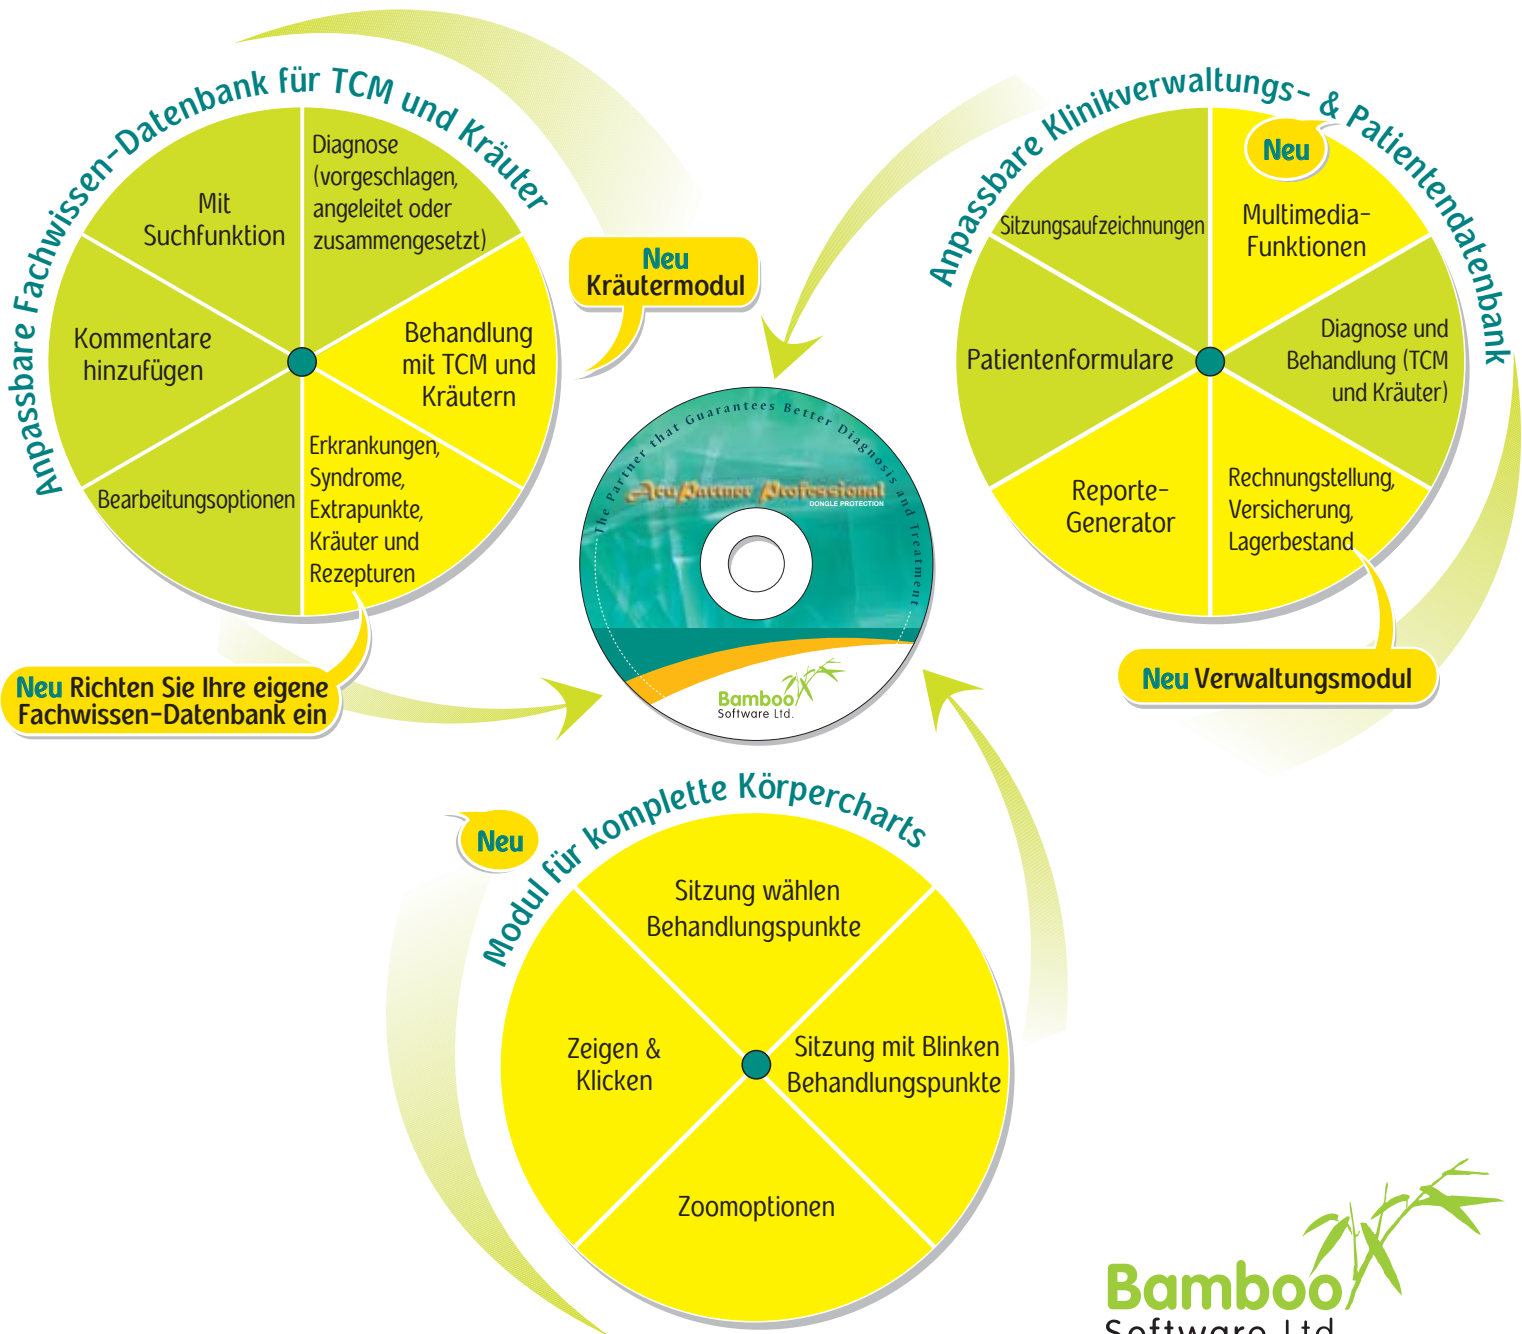 Anpassbare Fachwissen-Datenbank für TCM und Kräuter
Diagnose
(vorgeschlagen,
angeleitet oder
zusammengesetzt)
Mit
Suchfunktion
Kommentare
hinzufügen
Behandlung
mit TCM und
Kräutern
Bearbeitungsoptionen
Erkrankungen,
Syndrome,
Extrapunkte,
Kräuter und
Rezepturen
Neu
Kräutermodul
Neu Richten Sie Ihre eigene
Fachwissen-Datenbank ein
Anpassbare Klinikverwaltungs- & Patientendatenbank
Neu
Multimedia-
Funktionen
Sitzungsaufzeichnungen
Patientenformulare
Diagnose und
Behandlung (TCM
und Kräuter)
Reporte-
Generator
Rechnungstellung,
Versicherung,
Lagerbestand
Neu Verwaltungsmodul
The Partner that Guarantees Better Diagnosis and Treatment
AcuPartner Professional
DONGLE PROTECTION
Bamboo
Software Ltd.
Modul für komplette Körpercharts
Neu
Sitzung wählen
Behandlungspunkte
Zeigen &
Klicken
Sitzung mit Blinken
Behandlungspunkte
Zoomoptionen
Bamboo
Software Ltd.